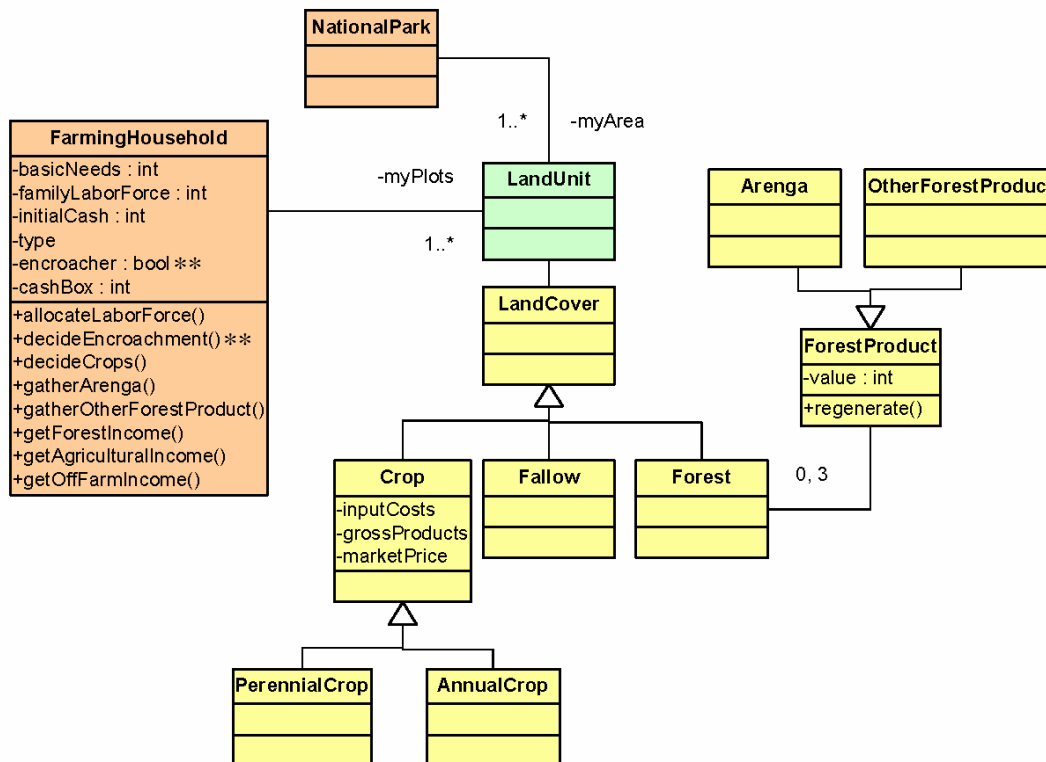 NationalPark
1..*
-myArea
FarmingHousehold
-basicNeeds : int
-familyLaborForce : int
-initialCash : int
-type
-encroacher : bool**
-cashBox : int
+allocateLaborForce()
+decideEncroachment()**
+decideCrops()
+gatherArenga()
+gatherOtherForestProduct()
+getForestIncome()
+getAgriculturalIncome()
+getOffFarmIncome()
-myPlots
1..*
LandUnit
LandCover
Arenga
OtherForestProduc
ForestProduct
-value : int
+regenerate()
0, 3
Crop
-inputCosts
-grossProducts
-marketPrice
Fallow
Forest
PerennialCrop
AnnualCrop